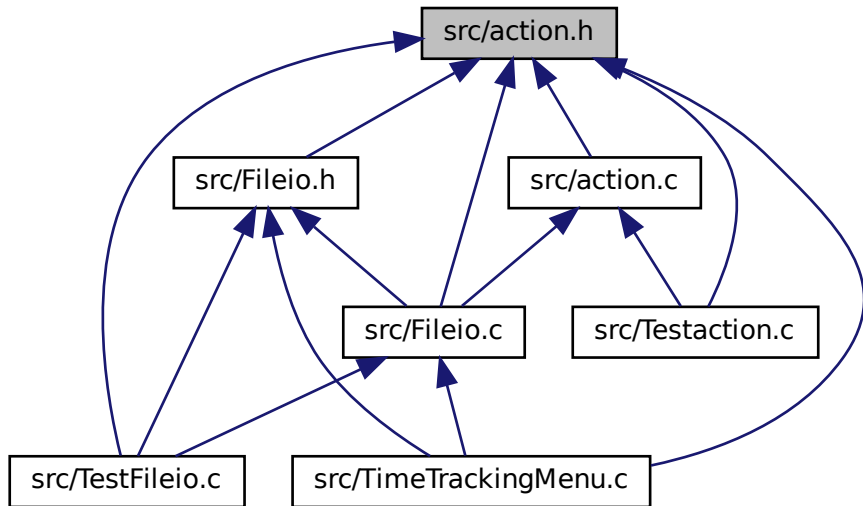 src/action.h
src/Fileio.h
src/action.c
src/Fileio.c
src/Testaction.c
src/TestFileio.c
src/TimeTrackingMenu.c